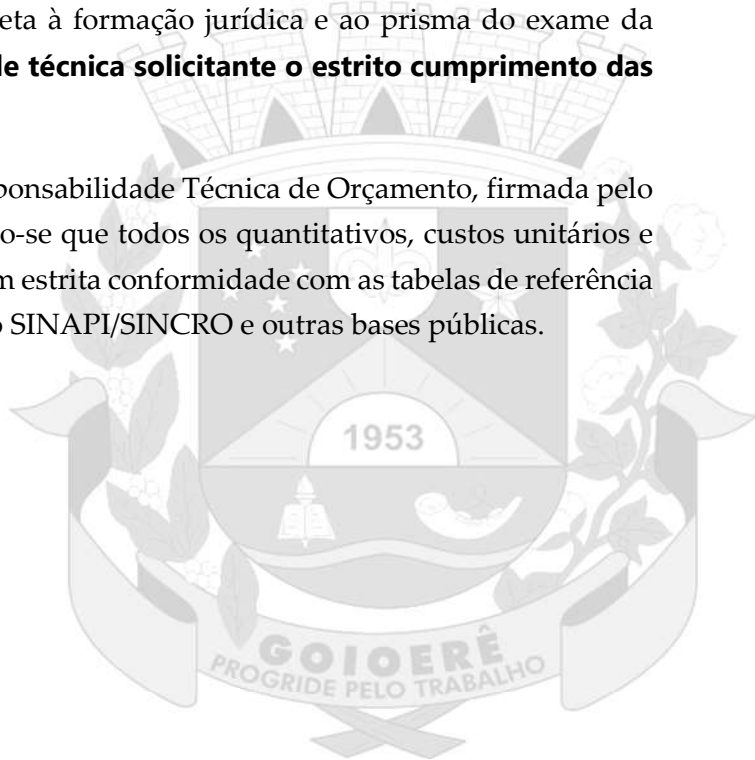 eta à formação jurídica e ao prisma do exame da
le técnica solicitante o estrito cumprimento das
ponsabilidade Técnica de Orçamento, firmada pelo
o-se que todos os quantitativos, custos unitários e
m estrita conformidade com as tabelas de referência
o SINAPI/SINCRO e outras bases públicas.
1953
GOIOERÊ
PROGRIDE PELO TRABALHO